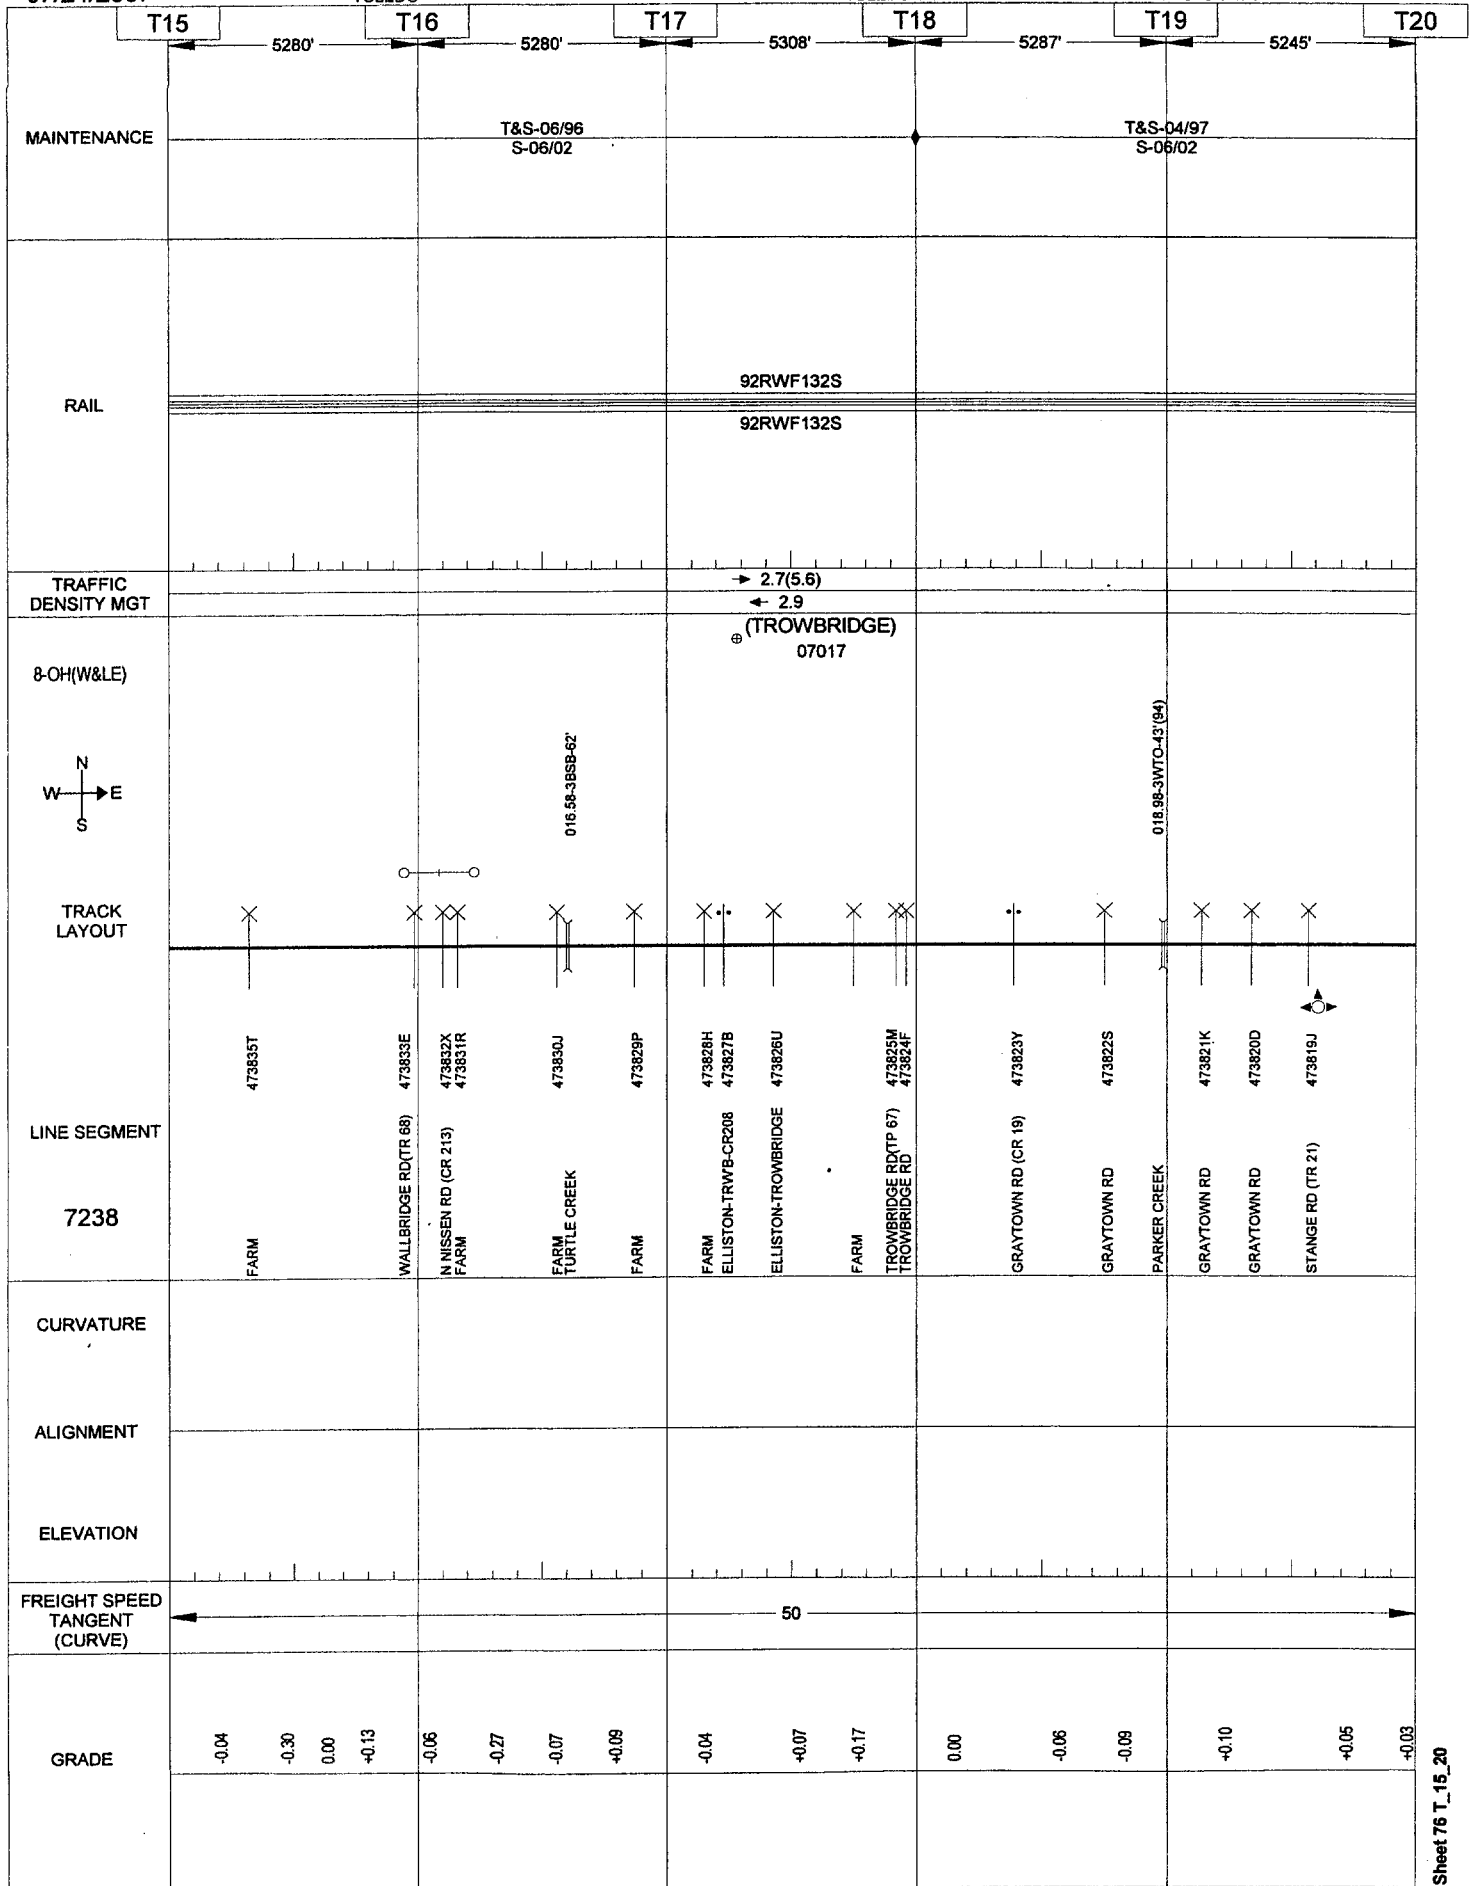 T15 T16 T17 T18 T19 T20
5280' 5280' 5308' 5287' 5245'
MAINTENANCE
T&S-06/96
S-06/02
T&S-04/97
S-06/02
RAIL
92RWF132S
92RWF132S
TRAFFIC
DENSITY MGT
2.7(5.6)
2.9
(TROWBRIDGE)
07017
8-OH(W&LE)
N
W E
S
016.58-3BSB-62'
018.98-3WTO-43'(94)
TRACK
LAYOUT
473835T
473833E
473832X
473831R
473830J
473829P
473828H
473827B
473826U
473825M
473824F
473823Y
473822S
473821K
473820D
473819J
LINE SEGMENT
7238
FARM
WALLBRIDGE RD(TR 68)
N NISSEN RD (CR 213)
FARM
FARM
TURTLE CREEK
FARM
FARM
ELLISTON-TRWB-CR208
ELLISTON-TROWBRIDGE
FARM
TROWBRIDGE RD(TP 67)
TROWBRIDGE RD
GRAYTOWN RD (CR 19)
GRAYTOWN RD
PARKER CREEK
GRAYTOWN RD
GRAYTOWN RD
STANGE RD (TR 21)
CURVATURE
ALIGNMENT
ELEVATION
FREIGHT SPEED
TANGENT
(CURVE)
50
GRADE
-0.04
-0.30
0.00
+0.13
-0.06
-0.27
-0.07
+0.09
-0.04
+0.07
+0.17
0.00
-0.06
-0.09
+0.10
+0.05
+0.03
Sheet 76 T_15_20